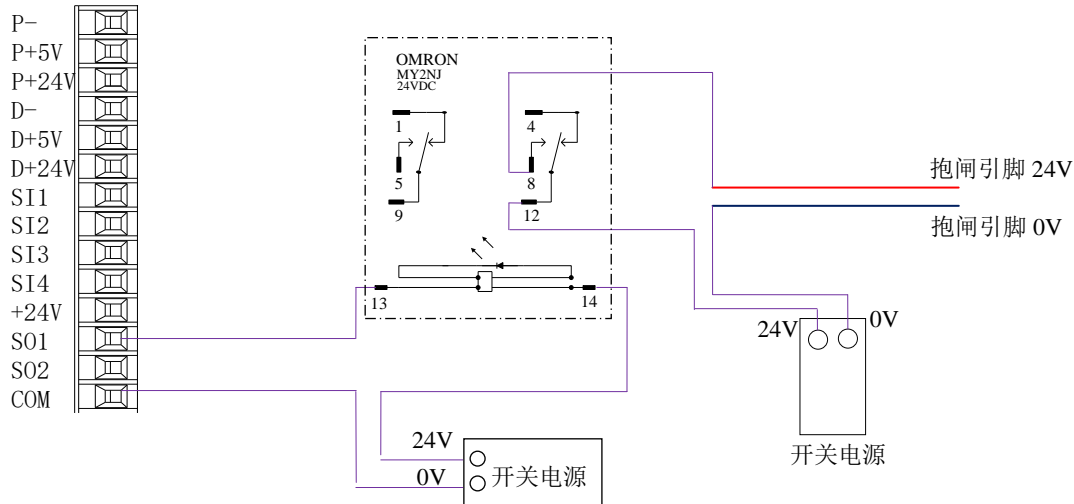 P-
P+5V
P+24V
D-
D+5V
D+24V
SI1
SI2
SI3
SI4
+24V
SO1
SO2
COM
OMRON
MY2NJ
24VDC
1
4
5
8
9
12
13
14
抱闸引脚 24V
抱闸引脚 0V
24V
0V
开关电源
24V
0V
开关电源